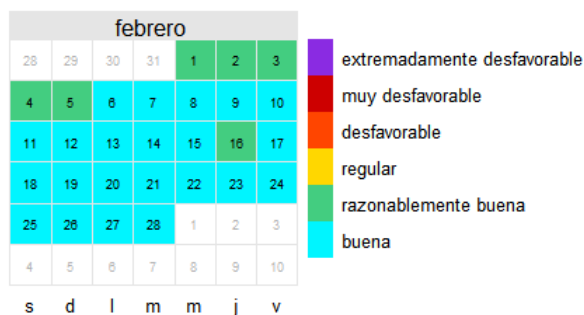 febrero
28 29 30 31 1 2 3
4 5 6 7 8 9 10
11 12 13 14 15 16 17
18 19 20 21 22 23 24
25 26 27 28 1 2 3
4 5 6 7 8 9 10
s d l m m j v
extremadamente desfavorable
muy desfavorable
desfavorable
regular
razonablemente buena
buena